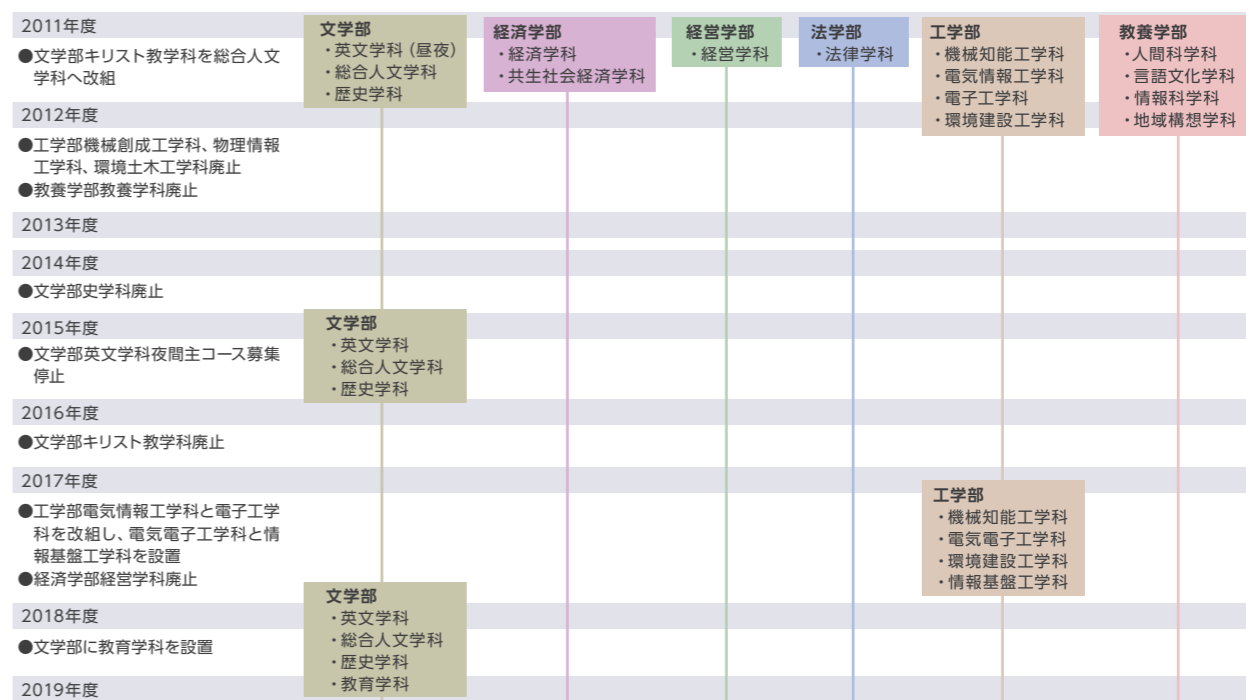 2011年度
●文学部キリスト教学科を総合人文
学科へ改組
文学部
・英文学科（昼夜）
・総合人文学科
・歴史学科
経済学部
・経済学科
・共生社会経済学科
経営学部
・経営学科
法学部
・法律学科
工学部
・機械知能工学科
・電気情報工学科
・電子工学科
・環境建設工学科
教養学部
・人間科学科
・言語文化学科
・情報科学科
・地域構想学科
2012年度
●工学部機械創成工学科、物理情報
工学科、環境土木工学科廃止
●教養学部教養学科廃止
2013年度
2014年度
●文学部史学科廃止
2015年度
●文学部英文学科夜間主コース募集
停止
文学部
・英文学科
・総合人文学科
・歴史学科
2016年度
●文学部キリスト教学科廃止
2017年度
●工学部電気情報工学科と電子工学
科を改組し、電気電子工学科と情
報基盤工学科を設置
●経済学部経営学科廃止
工学部
・機械知能工学科
・電気電子工学科
・環境建設工学科
・情報基盤工学科
2018年度
●文学部に教育学科を設置
文学部
・英文学科
・総合人文学科
・歴史学科
・教育学科
2019年度